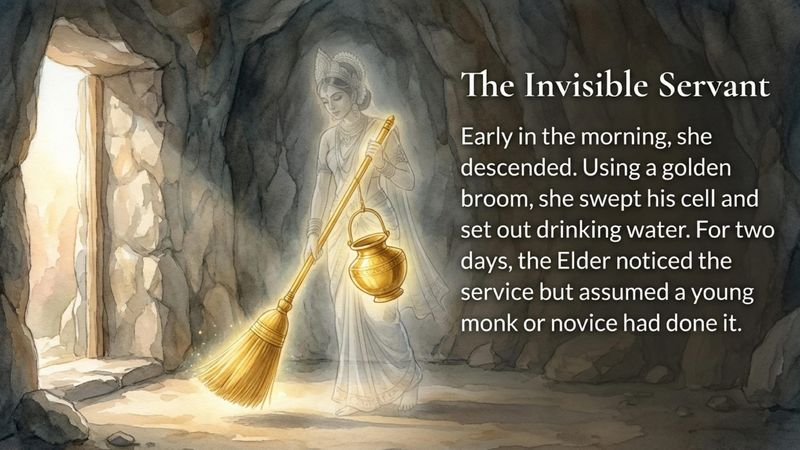 The Invisible Servant
Early in the morning, she
descended. Using a golden
broom, she swept his cell and
set out drinking water. For two
days, the Elder noticed the
service but assumed a young
monk or novice had done it.